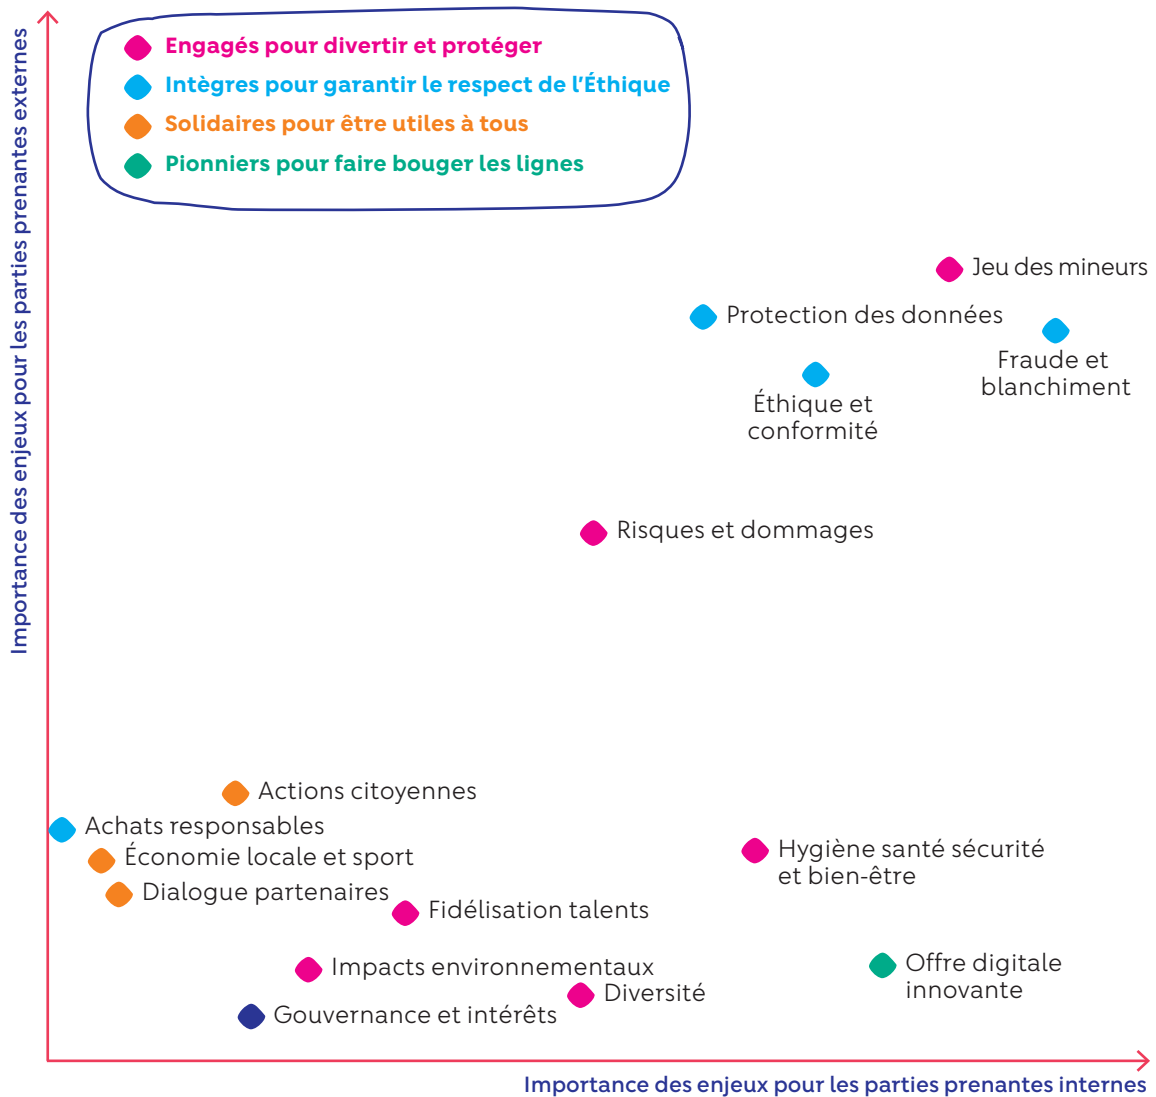 Importance des enjeux pour les parties prenantes externes
Engagés pour divertir et protéger
Intègres pour garantir le respect de l'Éthique
Solidaires pour être utiles à tous
Pionniers pour faire bouger les lignes
Jeu des mineurs
Protection des données
Fraude et
blanchiment
Éthique et
conformité
Risques et dommages
Actions citoyennes
Achats responsables
Économie locale et sport
Hygiène santé sécurité
et bien-être
Dialogue partenaires
Fidélisation talents
Impacts environnementaux
Offre digitale
innovante
Diversité
Gouvernance et intérêts
Importance des enjeux pour les parties prenantes internes